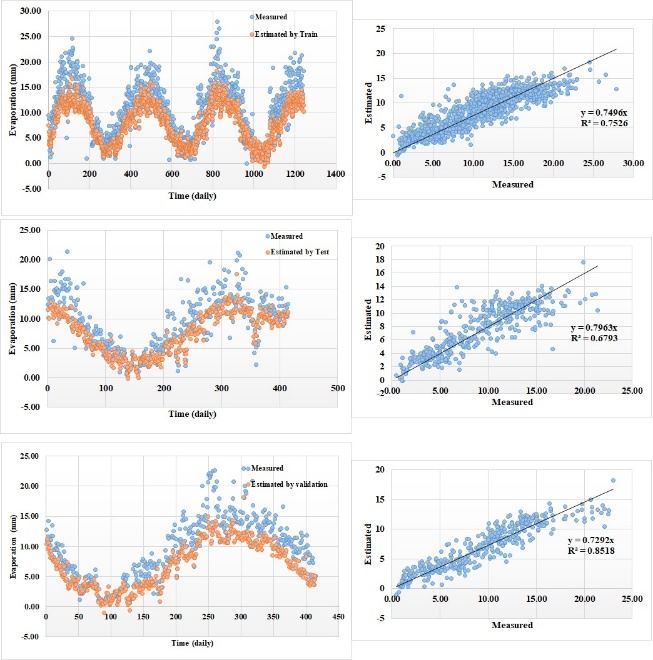 30.00
25.00
20.00
15.00
10.00
5.00
0.00
-5.00
Evaporation (mm)
Measured
Estimated by Train
0 200 400 600 800 1000 1200 1400
Time (daily)
25
20
15
10
5
0
-5
Estimated
y = 0.7496x
R² = 0.7526
0.00 5.00 10.00 15.00 20.00 25.00 30.00
Measured
25.00
20.00
15.00
10.00
5.00
0.00
-5.00
Evaporation (mm)
Measured
Estimated by Test
0 100 200 300 400 500
Time (daily)
20
18
16
14
12
10
8
6
4
2
0
-2
Estimated
y = 0.7963x
R² = 0.6793
0.00 5.00 10.00 15.00 20.00 25.00
Measured
25.00
20.00
15.00
10.00
5.00
0.00
-5.00
Evaporation (mm)
Measured
Estimated by validation
0 50 100 150 200 250 300 350 400 450
Time (daily)
20
15
10
5
0
-5
Estimated
y = 0.7292x
R² = 0.8518
0.00 5.00 10.00 15.00 20.00 25.00
Measured